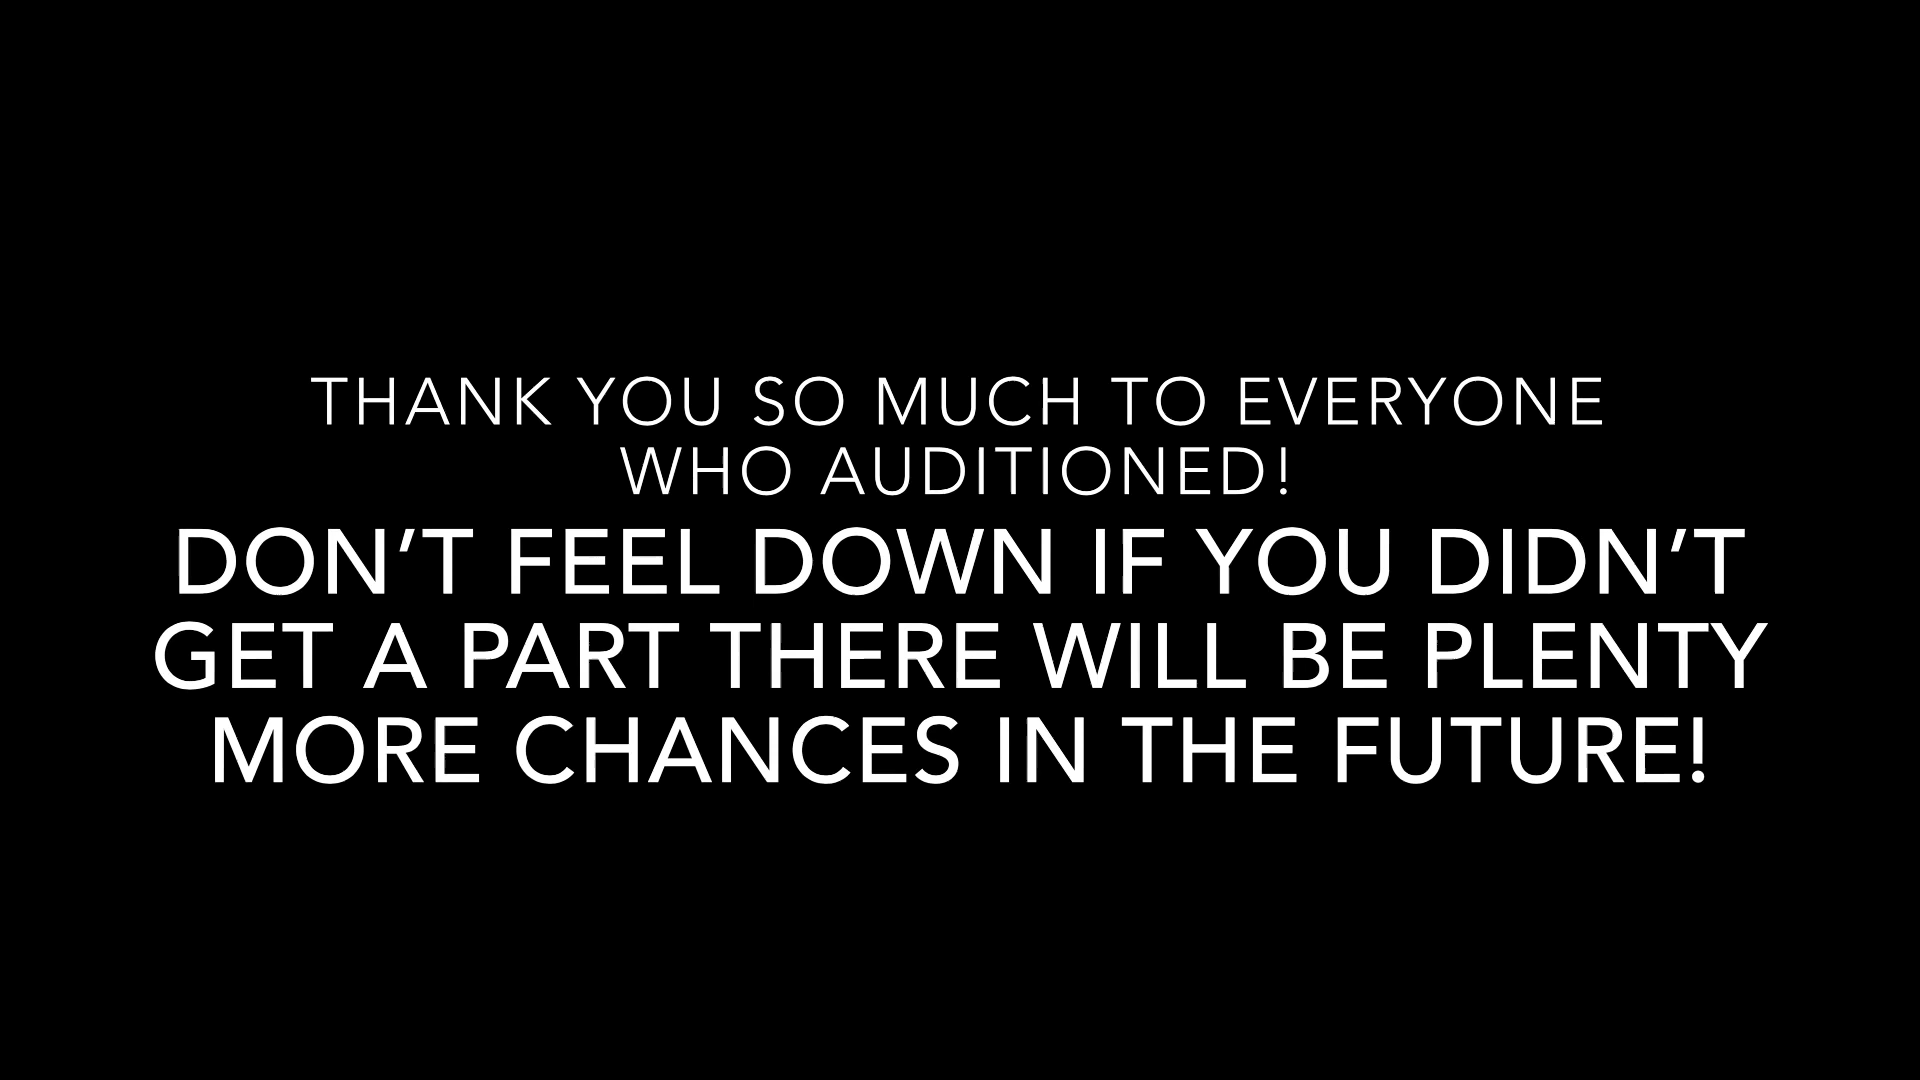 THANK YOU SO MUCH TO EVERYONE
WHO AUDITIONED!
DON’T FEEL DOWN IF YOU DIDN’T
GET A PART THERE WILL BE PLENTY
MORE CHANCES IN THE FUTURE!